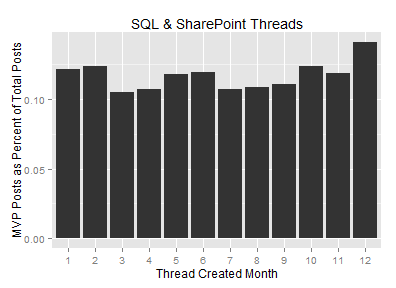 SQL & SharePoint Threads
MVP Posts as Percent of Total Posts
0.10
0.05
0.00
1 2 3 4 5 6 7 8 9 10 11 12
Thread Created Month